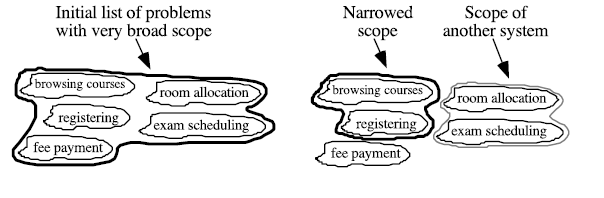 Initial list of problems
with very broad scope
browsing courses
room allocation
registering
exam scheduling
fee payment
Narrowed
scope
browsing courses
registering
fee payment
Scope of
another system
room allocation
exam scheduling